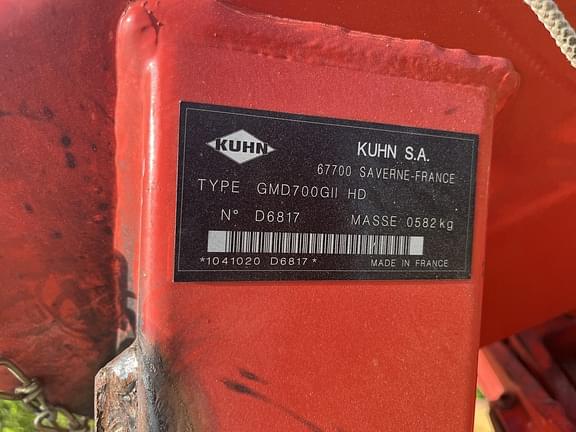 KUHN
KUHN S.A.
67700 SAVERNE-FRANCE
TYPE GMD700GII HD
N° D6817 MASSE 0582kg
*1041020 D6817* MADE IN FRANCE